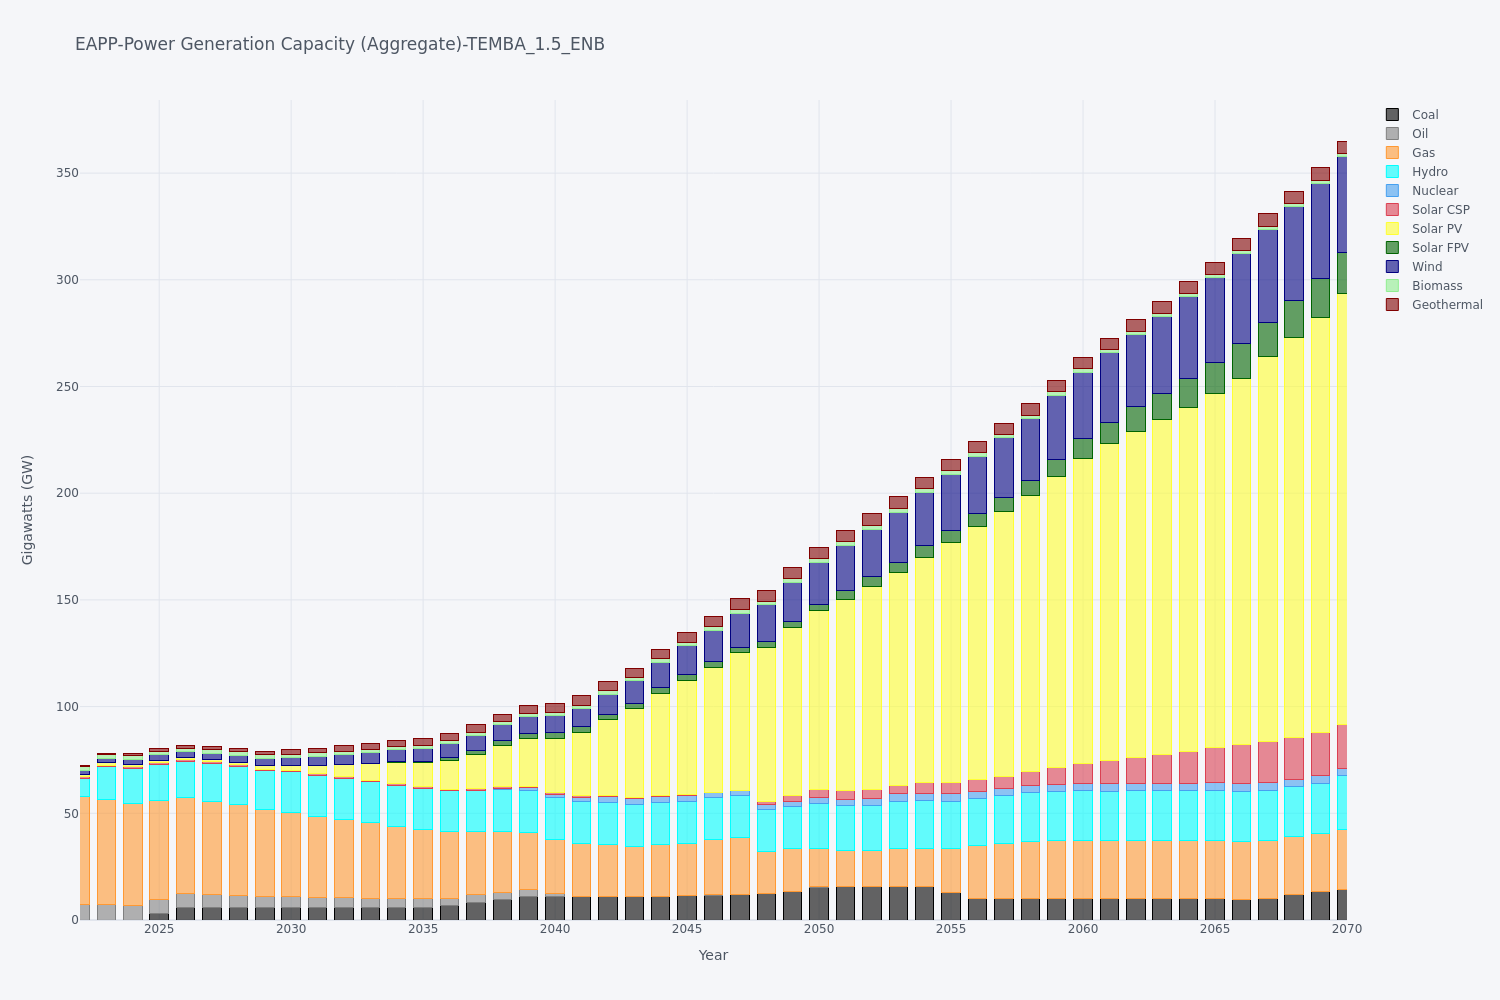 EAPP-Power Generation Capacity (Aggregate)-TEMBA_1.5_ENB
Coal
Oil
Gas
Hydro
Nuclear
Solar CSP
Solar PV
Solar FPV
Wind
Biomass
Geothermal
350
300
250
200
150
100
50
0
Gigawatts (GW)
2025 2030 2035 2040 2045 2050 2055 2060 2065 2070
Year